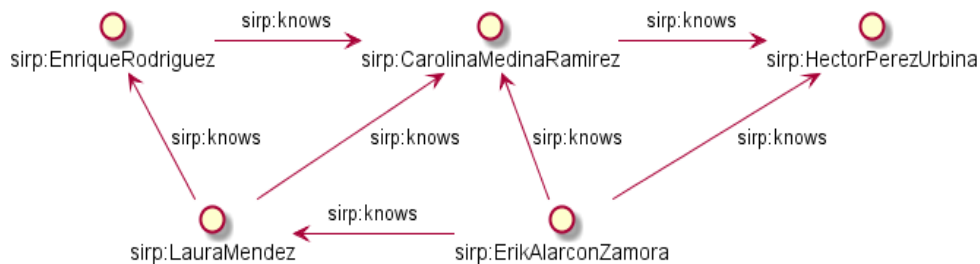 sirp:knows
sirp:knows
sirp:EnriqueRodriguez
sirp:CarolinaMedinaRamirez
sirp:HectorPerezUrbina
sirp:knows
sirp:knows
sirp:knows
sirp:knows
sirp:knows
sirp:LauraMendez
sirp:ErikAlarconZamora